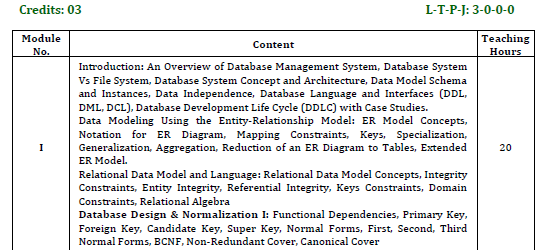 Credits: 03 L-T-P-J: 3-0-0-0
Module No. Content Teaching Hours
Introduction: An Overview of Database Management System, Database System
Vs File System, Database System Concept and Architecture, Data Model Schema
and Instances, Data Independence, Database Language and Interfaces (DDL,
DML, DCL), Database Development Life Cycle (DDLC) with Case Studies.
Data Modeling Using the Entity-Relationship Model: ER Model Concepts,
Notation for ER Diagram, Mapping Constraints, Keys, Specialization,
I Generalization, Aggregation, Reduction of an ER Diagram to Tables, Extended 20
ER Model.
Relational Data Model and Language: Relational Data Model Concepts, Integrity
Constraints, Entity Integrity, Referential Integrity, Keys Constraints, Domain
Constraints, Relational Algebra
Database Design & Normalization I: Functional Dependencies, Primary Key,
Foreign Key, Candidate Key, Super Key, Normal Forms, First, Second, Third
Normal Forms, BCNF, Non-Redundant Cover, Canonical Cover